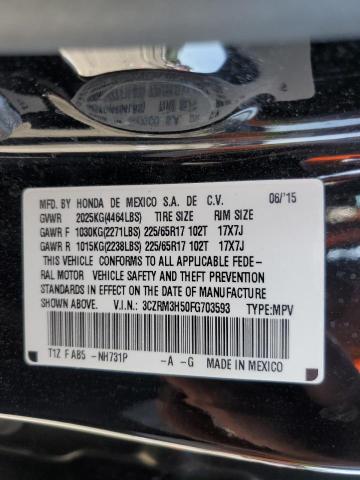 MFD. BY HONDA DE MEXICO S.A. DE C.V. 06/'15
GVWR 2025KG(4464LBS) TIRE SIZE RIM SIZE
GAWR F 1030KG(2271LBS) 225/65R17 102T 17X7J
GAWR R 1015KG(2238LBS) 225/65R17 102T 17X7J
THIS VEHICLE CONFORMS TO ALL APPLICABLE FEDE-
RAL MOTOR VEHICLE SAFETY AND THEFT PREVENTION
STANDARDS IN EFFECT ON THE DATE OF MANUFACTURE
SHOWN ABOVE. V.I.N.: 3CZRM3H50FG703593 TYPE:MPV
T1Z F AB5 -NH731P -A -G MADE IN MEXICO